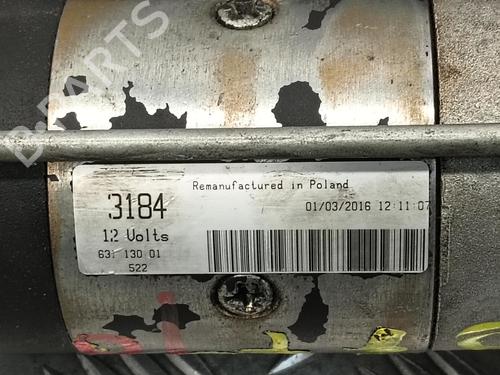 B-PARTS
Remanufactured in Poland
3184
01/03/2016 12:11:07
12 Volts
631 130 01
522